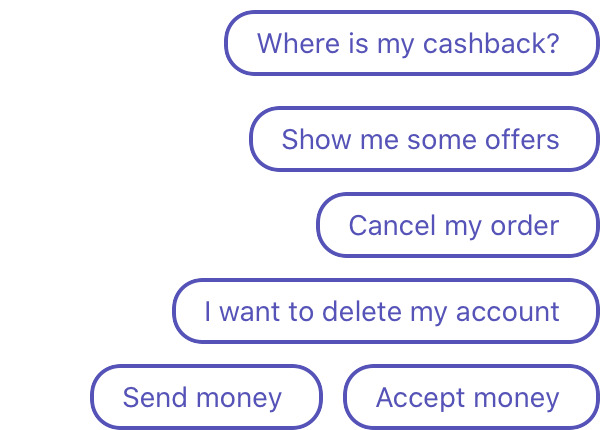 Where is my cashback?
Show me some offers
Cancel my order
I want to delete my account
Send money Accept money